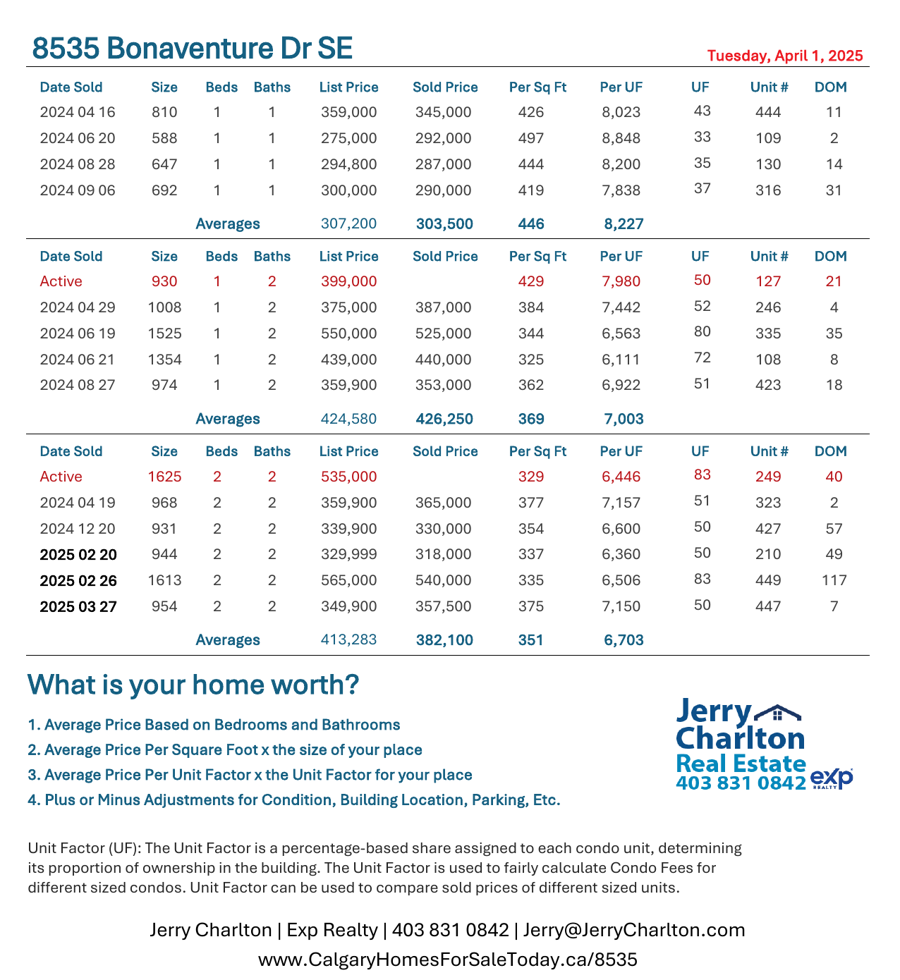 8535 Bonaventure Dr SE
Tuesday, April 1, 2025
Date Sold Size Beds Baths List Price Sold Price Per Sq Ft Per UF UF Unit # DOM
2024 04 16 810 1 1 359,000 345,000 426 8,023 43 444 11
2024 06 20 588 1 1 275,000 292,000 497 8,848 33 109 2
2024 08 28 647 1 1 294,800 287,000 444 8,200 35 130 14
2024 09 06 692 1 1 300,000 290,000 419 7,838 37 316 31
Averages 307,200 303,500 446 8,227
Date Sold Size Beds Baths List Price Sold Price Per Sq Ft Per UF UF Unit # DOM
Active 930 1 2 399,000 429 7,980 50 127 21
2024 04 29 1008 1 2 375,000 387,000 384 7,442 52 246 4
2024 06 19 1525 1 2 550,000 525,000 344 6,563 80 335 35
2024 06 21 1354 1 2 439,000 440,000 325 6,111 72 108 8
2024 08 27 974 1 2 359,900 353,000 362 6,922 51 423 18
Averages 424,580 426,250 369 7,003
Date Sold Size Beds Baths List Price Sold Price Per Sq Ft Per UF UF Unit # DOM
Active 1625 2 2 535,000 329 6,446 83 249 40
2024 04 19 968 2 2 359,900 365,000 377 7,157 51 323 2
2024 12 20 931 2 2 339,900 330,000 354 6,600 50 427 57
2025 02 20 944 2 2 329,999 318,000 337 6,360 50 210 49
2025 02 26 1613 2 2 565,000 540,000 335 6,506 83 449 117
2025 03 27 954 2 2 349,900 357,500 375 7,150 50 447 7
Averages 413,283 382,100 351 6,703
What is your home worth?
1. Average Price Based on Bedrooms and Bathrooms
2. Average Price Per Square Foot x the size of your place
3. Average Price Per Unit Factor x the Unit Factor for your place
4. Plus or Minus Adjustments for Condition, Building Location, Parking, Etc.
Jerry
Charlton
Real Estate
403 831 0842
exp
REALTY
Unit Factor (UF): The Unit Factor is a percentage-based share assigned to each condo unit, determining
its proportion of ownership in the building. The Unit Factor is used to fairly calculate Condo Fees for
different sized condos. Unit Factor can be used to compare sold prices of different sized units.
Jerry Charlton | Exp Realty | 403 831 0842 | Jerry@JerryCharlton.com
www.CalgaryHomesForSaleToday.ca/8535